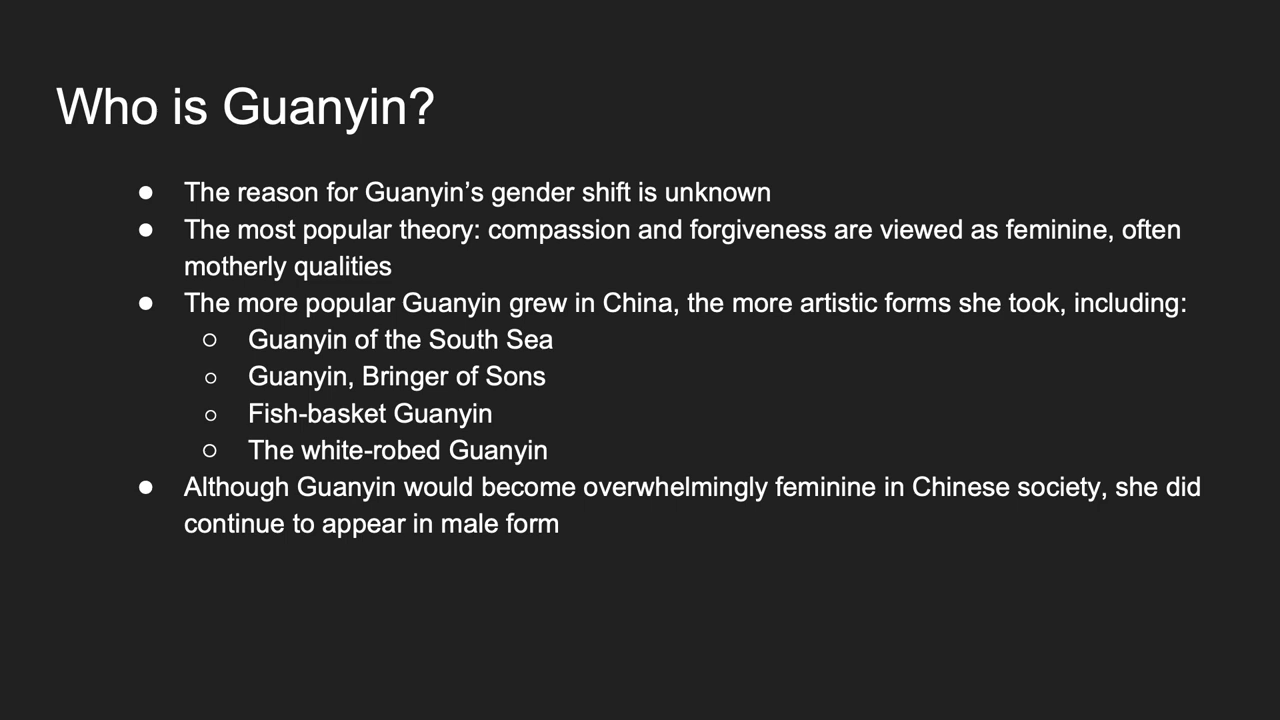 Who is Guanyin?
● The reason for Guanyin’s gender shift is unknown
● The most popular theory: compassion and forgiveness are viewed as feminine, often
motherly qualities
● The more popular Guanyin grew in China, the more artistic forms she took, including:
○ Guanyin of the South Sea
○ Guanyin, Bringer of Sons
○ Fish-basket Guanyin
○ The white-robed Guanyin
● Although Guanyin would become overwhelmingly feminine in Chinese society, she did
continue to appear in male form